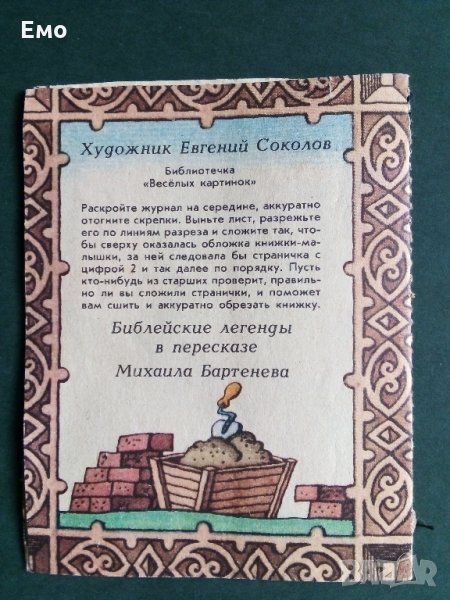 Емо
Художник Евгений Соколов
Библиотечка
«Весёлых картинок»
Раскройте журнал на середине, аккуратно
отогните скрепки. Выньте лист, разрежьте
его по линиям разреза и сложите так, что-
бы сверху оказалась обложка книжки-ма-
лышки, за ней следовала бы страничка с
цифрой 2 и так далее по порядку. Пусть
кто-нибудь из старших проверит, правиль-
но ли вы сложили странички, и поможет
вам сшить и аккуратно обрезать книжку.
Библейские легенды
в пересказе
Михаила Бартенева
BAZAR